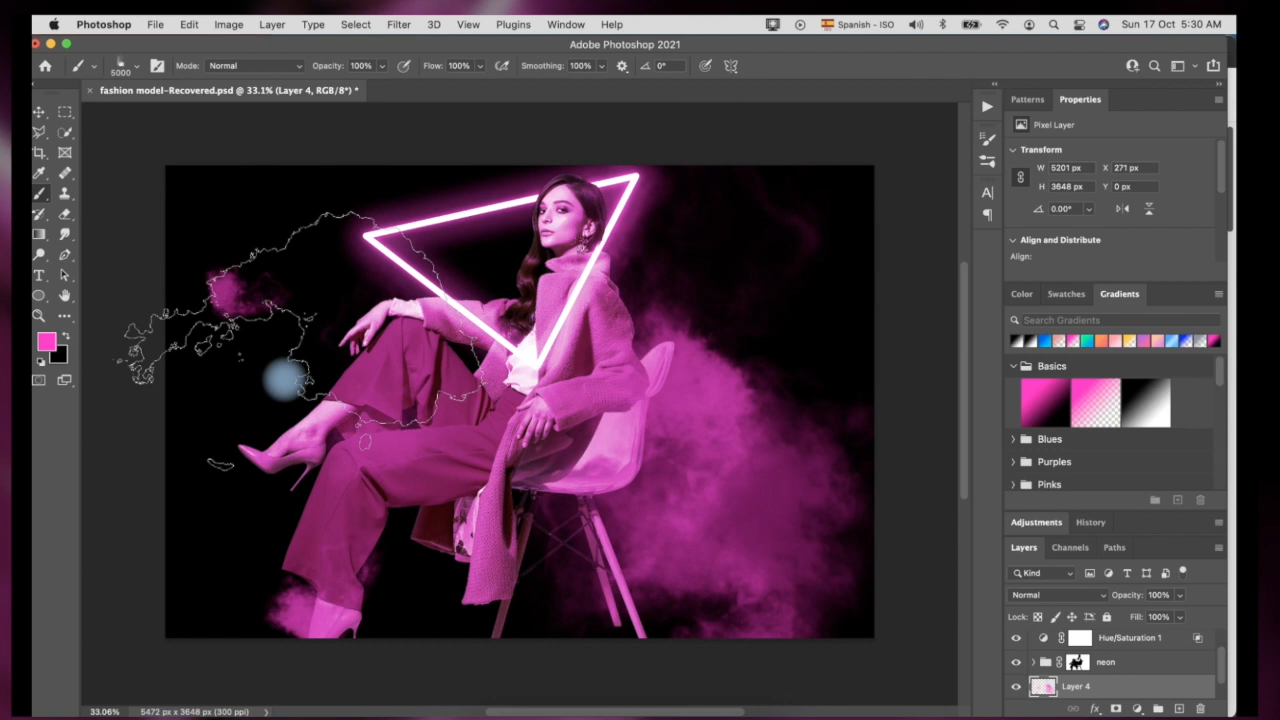 Photoshop File Edit Image Layer Type Select Filter 3D View Plugins Window Help Spanish - ISO Sun 17 Oct 5:30 AM
Adobe Photoshop 2021
5000 Mode: Normal Opacity: 100% Flow: 100% Smoothing: 100% 0°
× fashion model-Recovered.psd @ 33.1% (Layer 4, RGB/8*) *
Patterns Properties
Pixel Layer
Transform
W 5201 px X 271 px
H 3648 px Y 0 px
0.00°
Align and Distribute
Align:
Color Swatches Gradients
Search Gradients
Basics
Blues
Purples
Pinks
Adjustments History
Layers Channels Paths
Kind
Normal Opacity: 100%
Lock: Fill: 100%
Hue/Saturation 1
neon
Layer 4
33.06% 5472 px x 3648 px (300 ppi)